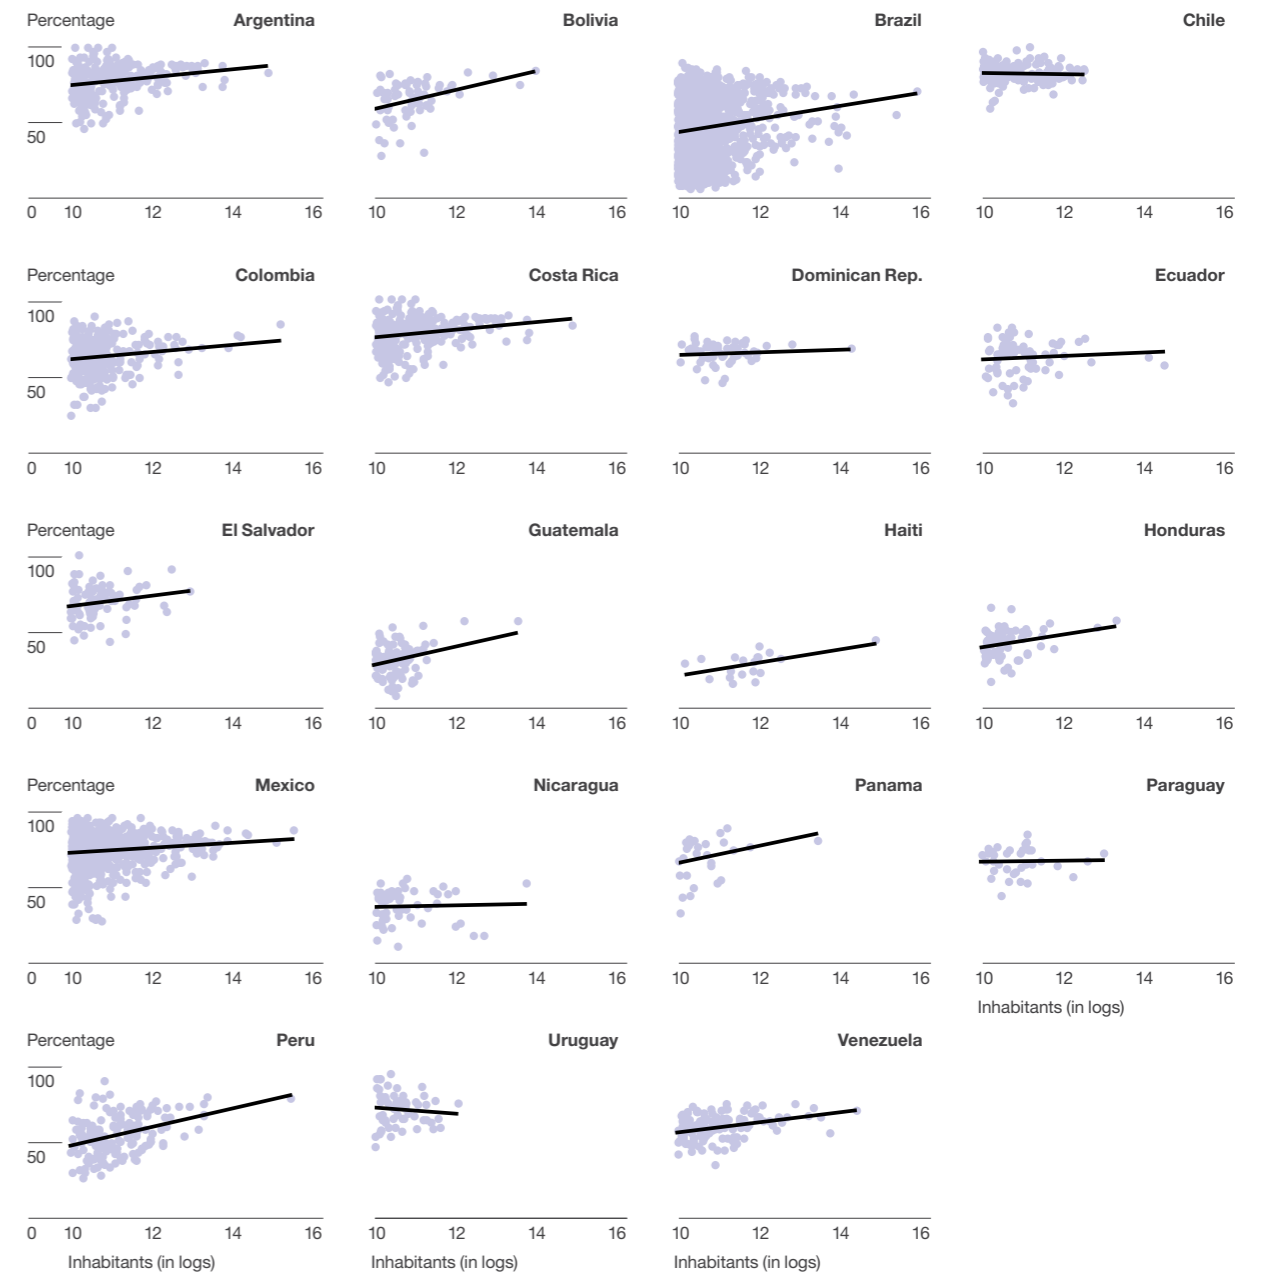 Percentage Argentina Bolivia Brazil Chile
100
50
0 10 12 14 16 10 12 14 16 10 12 14 16 10 12 14 16
Percentage Colombia Costa Rica Dominican Rep. Ecuador
100
50
0 10 12 14 16 10 12 14 16 10 12 14 16 10 12 14 16
Percentage El Salvador Guatemala Haiti Honduras
100
50
0 10 12 14 16 10 12 14 16 10 12 14 16 10 12 14 16
Percentage Mexico Nicaragua Panama Paraguay
100
50
0 10 12 14 16 10 12 14 16 10 12 14 16 10 12 14 16
Inhabitants (in logs)
Percentage Peru Uruguay Venezuela
100
50
0 10 12 14 16 10 12 14 16 10 12 14 16
Inhabitants (in logs) Inhabitants (in logs) Inhabitants (in logs)